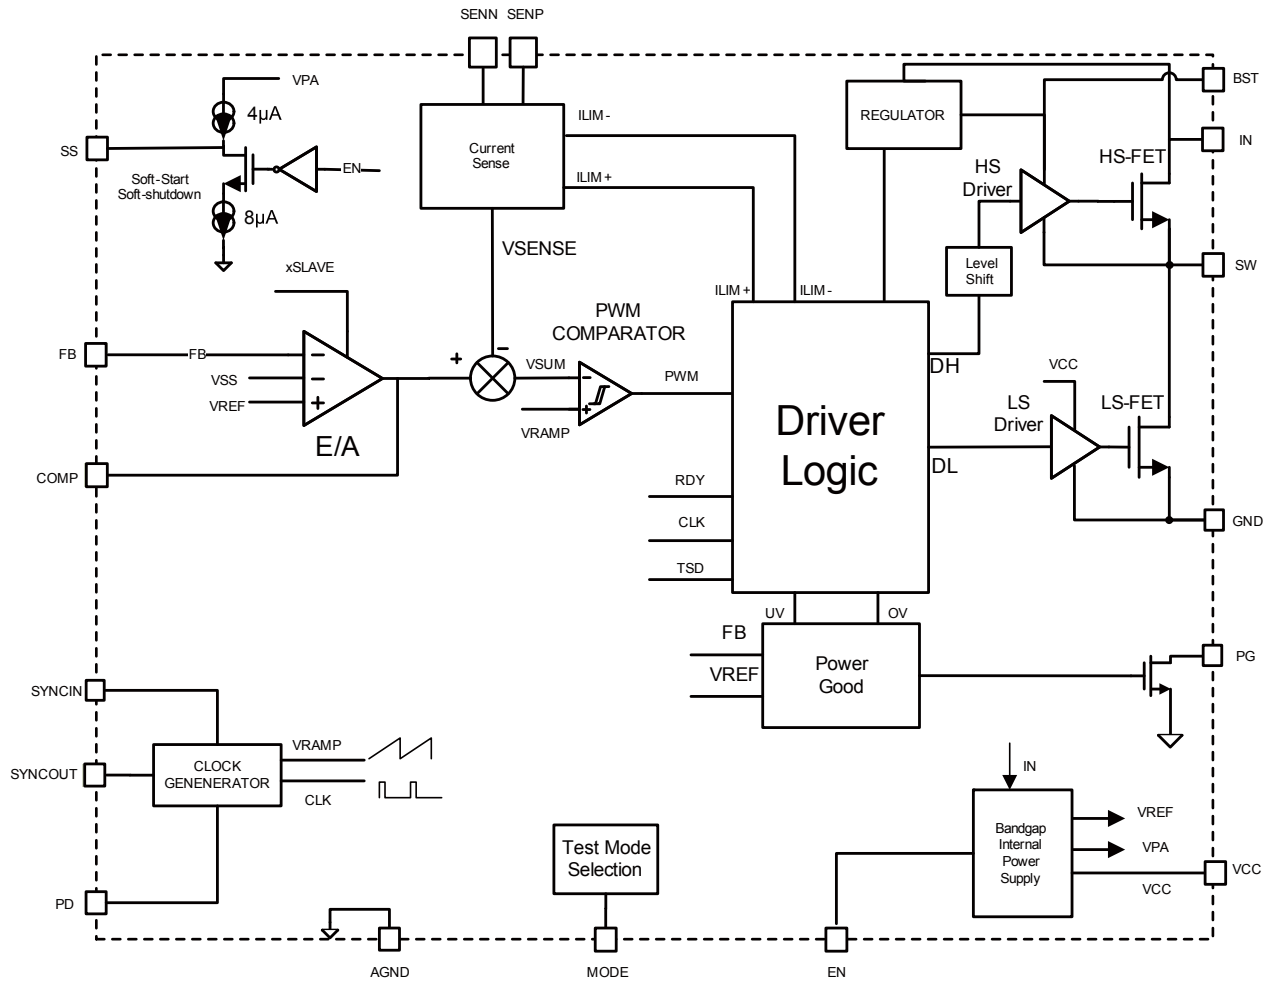 SENN
SENP
VPA
4µA
SS
Soft-Start
Soft-shutdown
EN
8µA
Current
Sense
ILIM -
ILIM +
VSENSE
REGULATOR
BST
IN
HS-FET
HS
Driver
Level
Shift
SW
xSLAVE
FB
FB
VSS
VREF
E/A
COMP
+
−
VSUM
VRAMP
PWM
COMPARATOR
PWM
ILIM +
ILIM -
Driver
Logic
DH
DL
VCC
LS
Driver
LS-FET
GND
RDY
CLK
TSD
UV
OV
FB
VREF
Power
Good
PG
SYNCIN
SYNCOUT
PD
CLOCK
GENENERATOR
VRAMP
CLK
Test Mode
Selection
IN
Bandgap
Internal
Power
Supply
VREF
VPA
VCC
VCC
AGND
MODE
EN